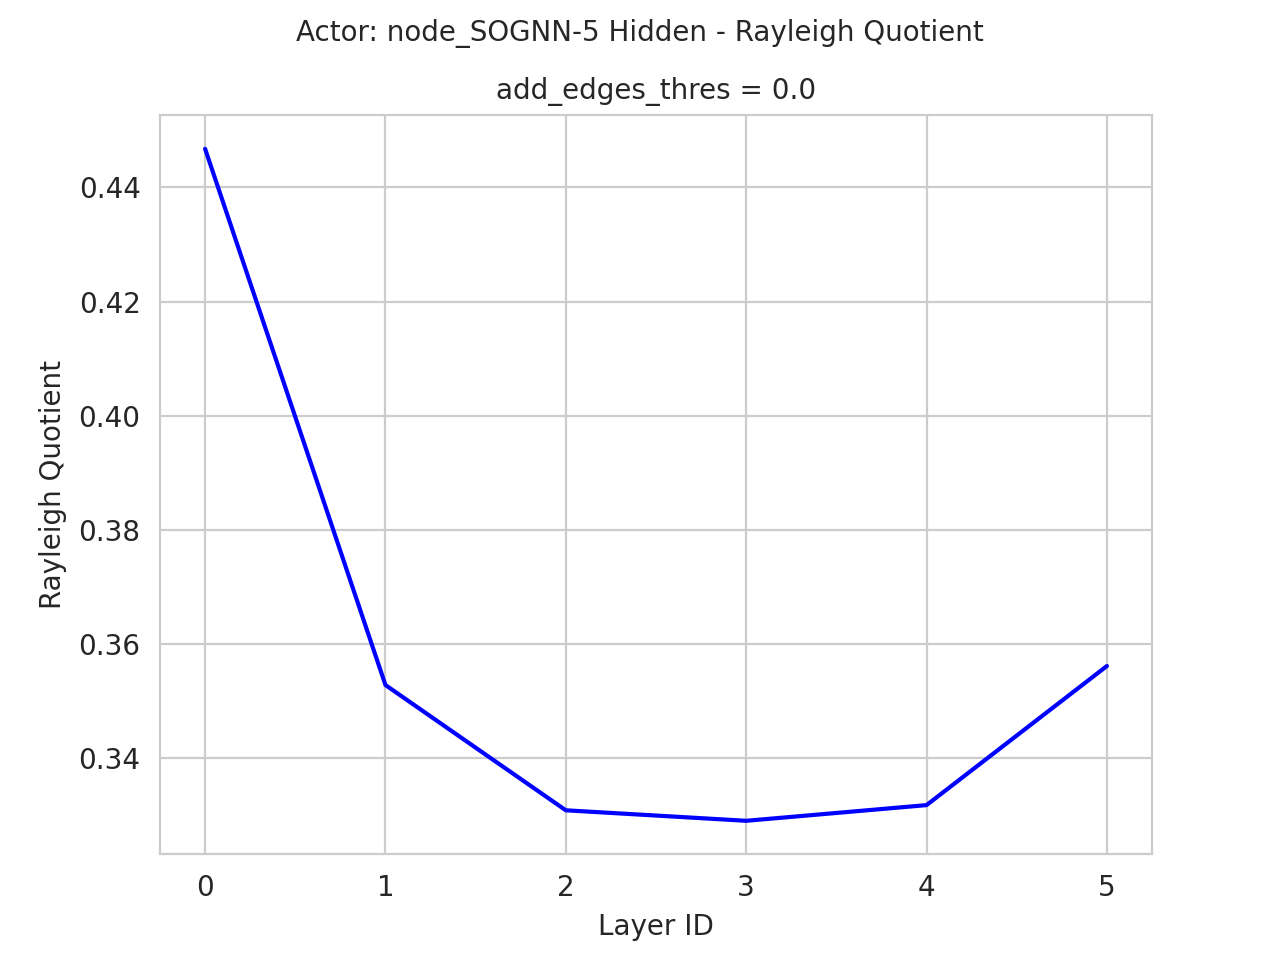 Actor: node_SOGNN-5 Hidden - Rayleigh Quotient
add_edges_thres = 0.0
Rayleigh Quotient
0.44
0.42
0.40
0.38
0.36
0.34
0 1 2 3 4 5
Layer ID